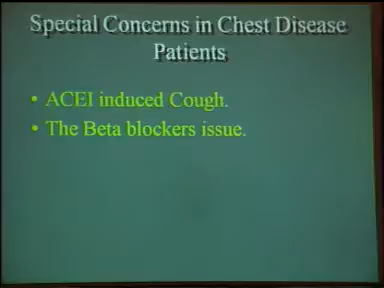 Special Concerns in Chest Disease
Patients
• ACEI induced Cough.
• The Beta blockers issue.